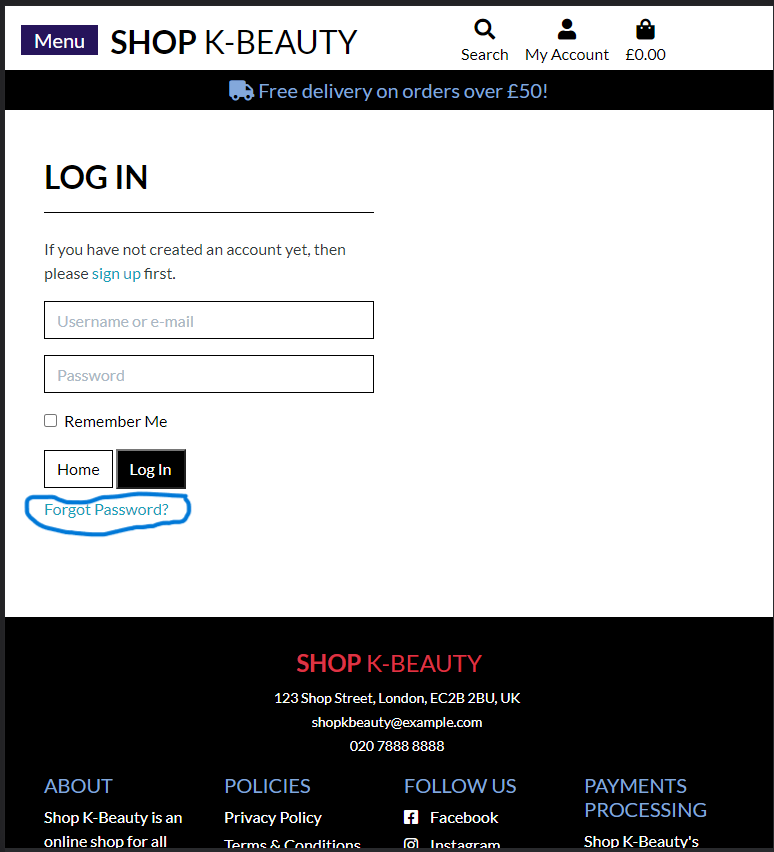 Menu SHOP K-BEAUTY
Search My Account £0.00
Free delivery on orders over £50!
LOG IN
If you have not created an account yet, then
please sign up first.
Username or e-mail
Password
Remember Me
Home Log In
Forgot Password?
SHOP K-BEAUTY
123 Shop Street, London, EC2B 2BU, UK
shopkbeauty@example.com
020 7888 8888
ABOUT
Shop K-Beauty is an
online shop for all
POLICIES
Privacy Policy
Terms & Conditions
FOLLOW US
Facebook
Instagram
PAYMENTS
PROCESSING
Shop K-Beauty's